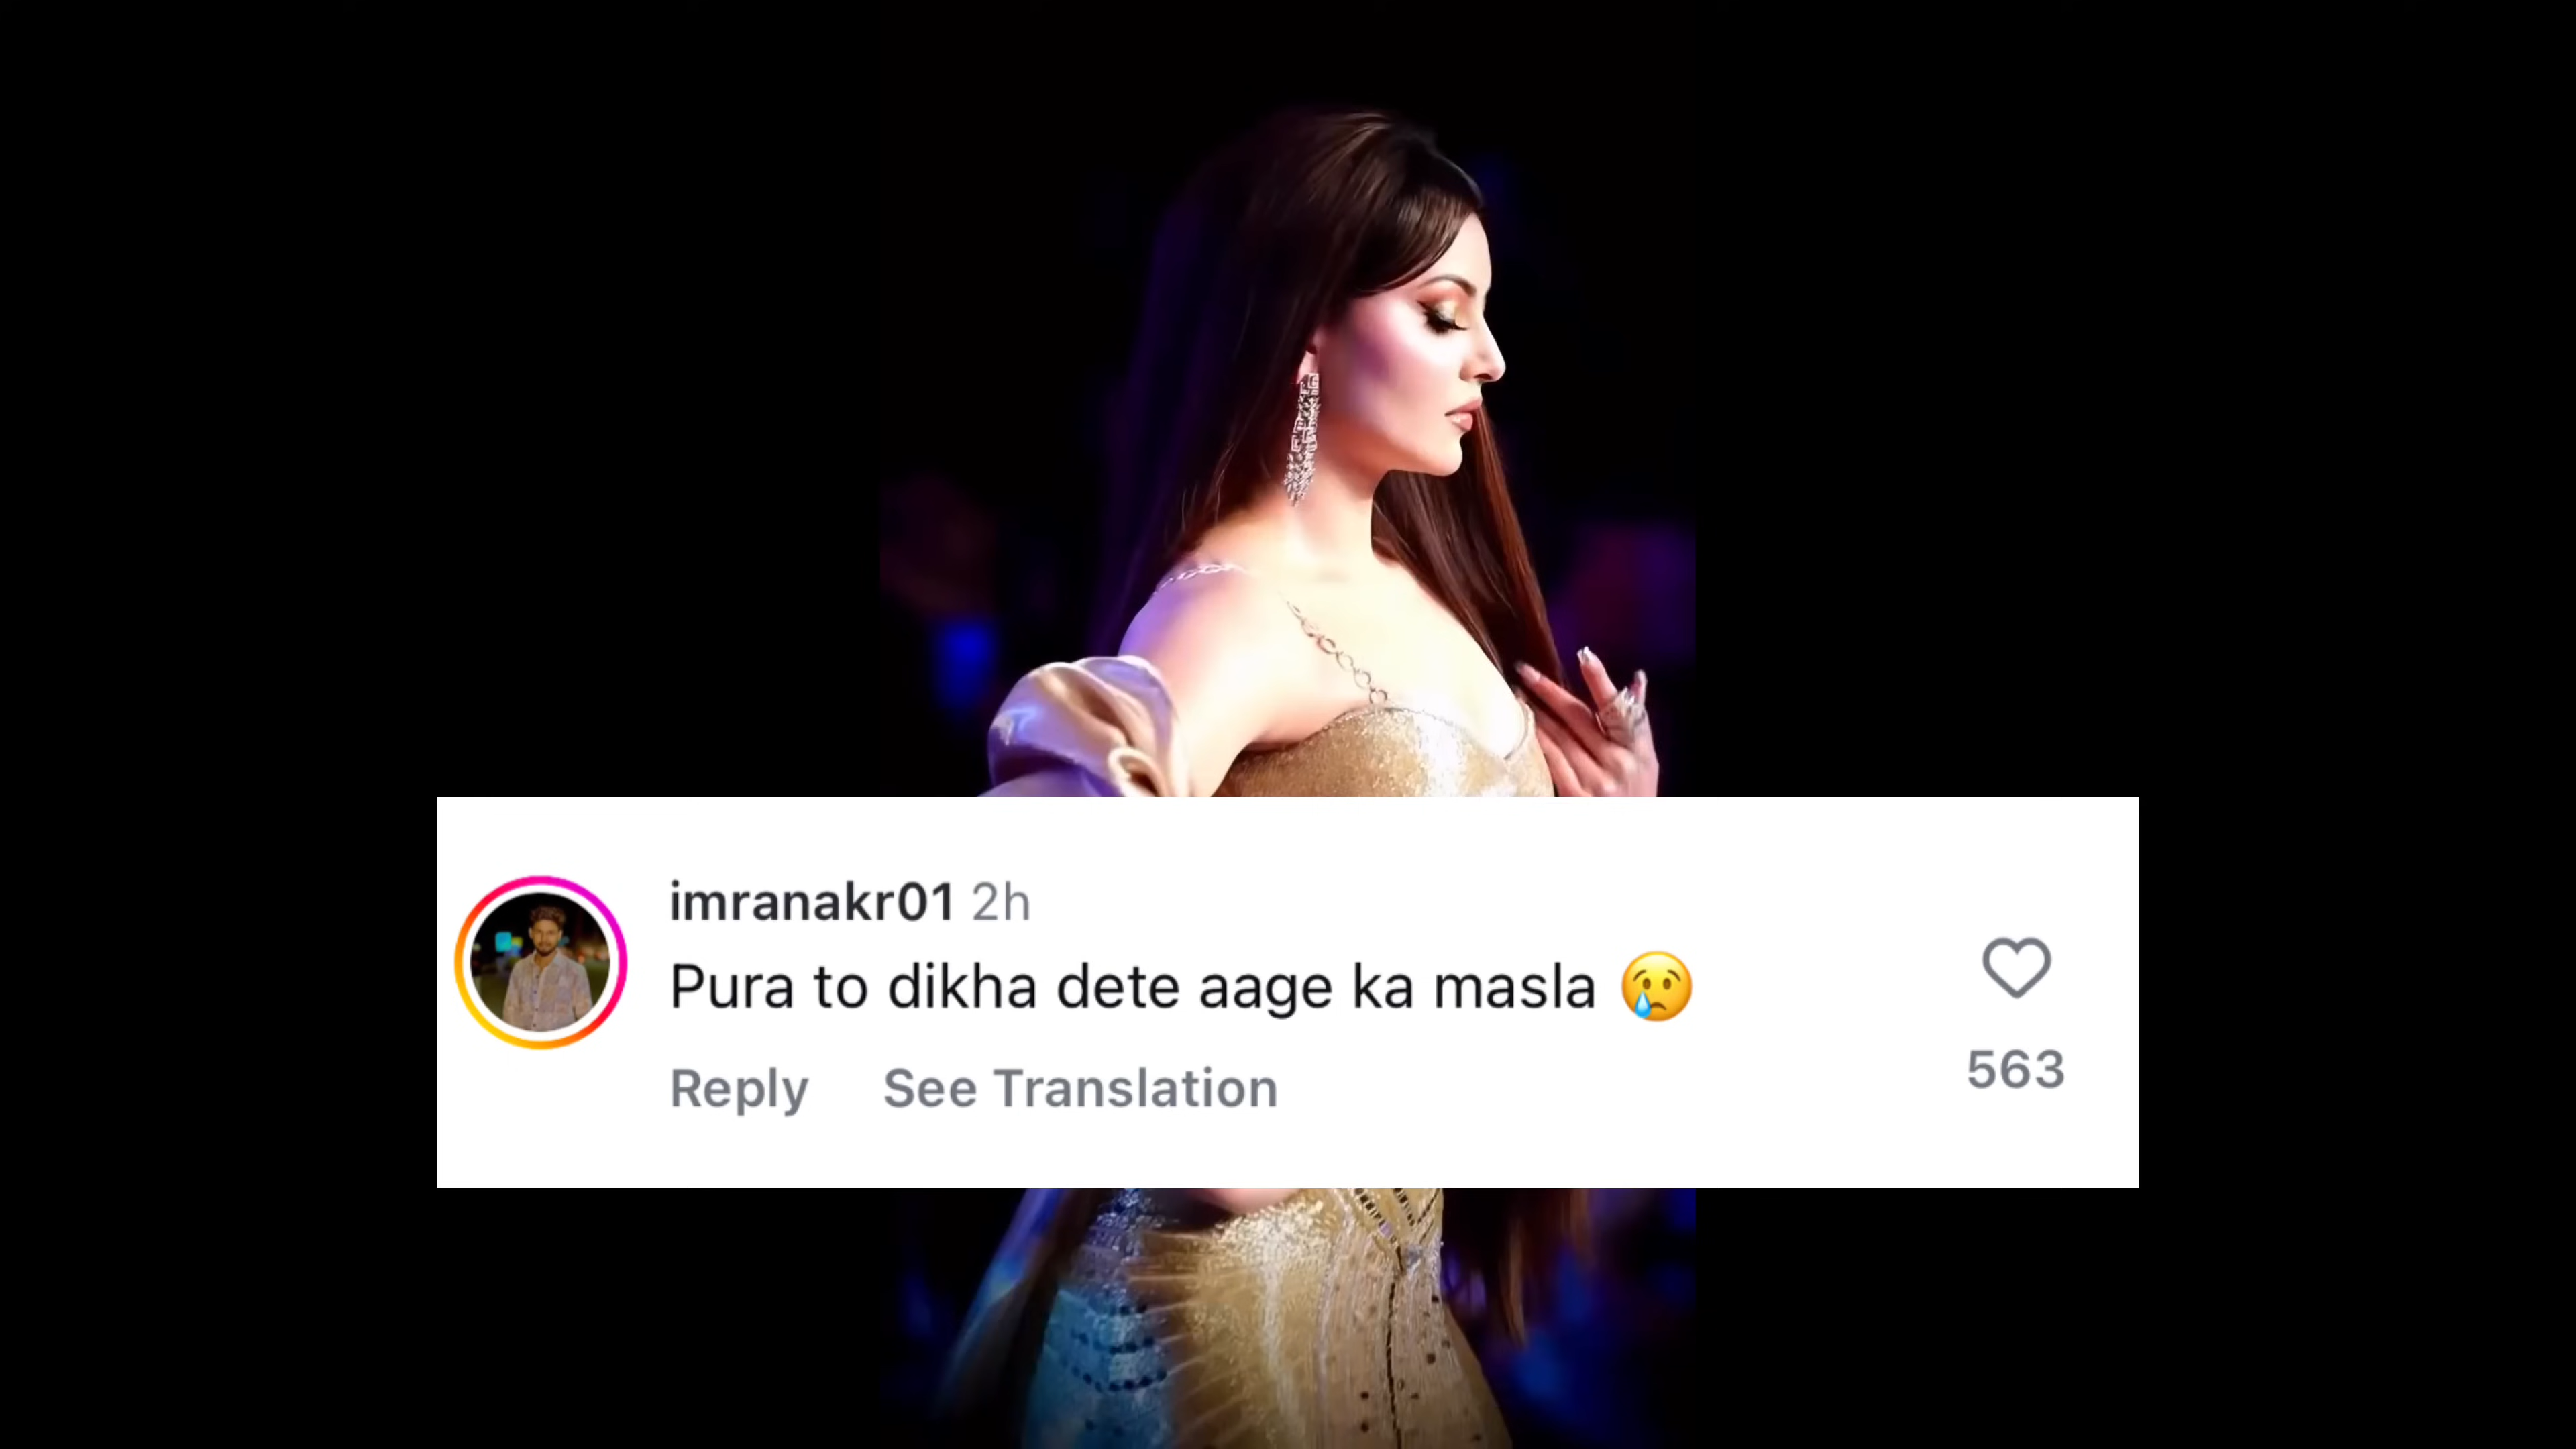 imranakr01 2h
Pura to dikha dete aage ka masla 😢
Reply See Translation
563